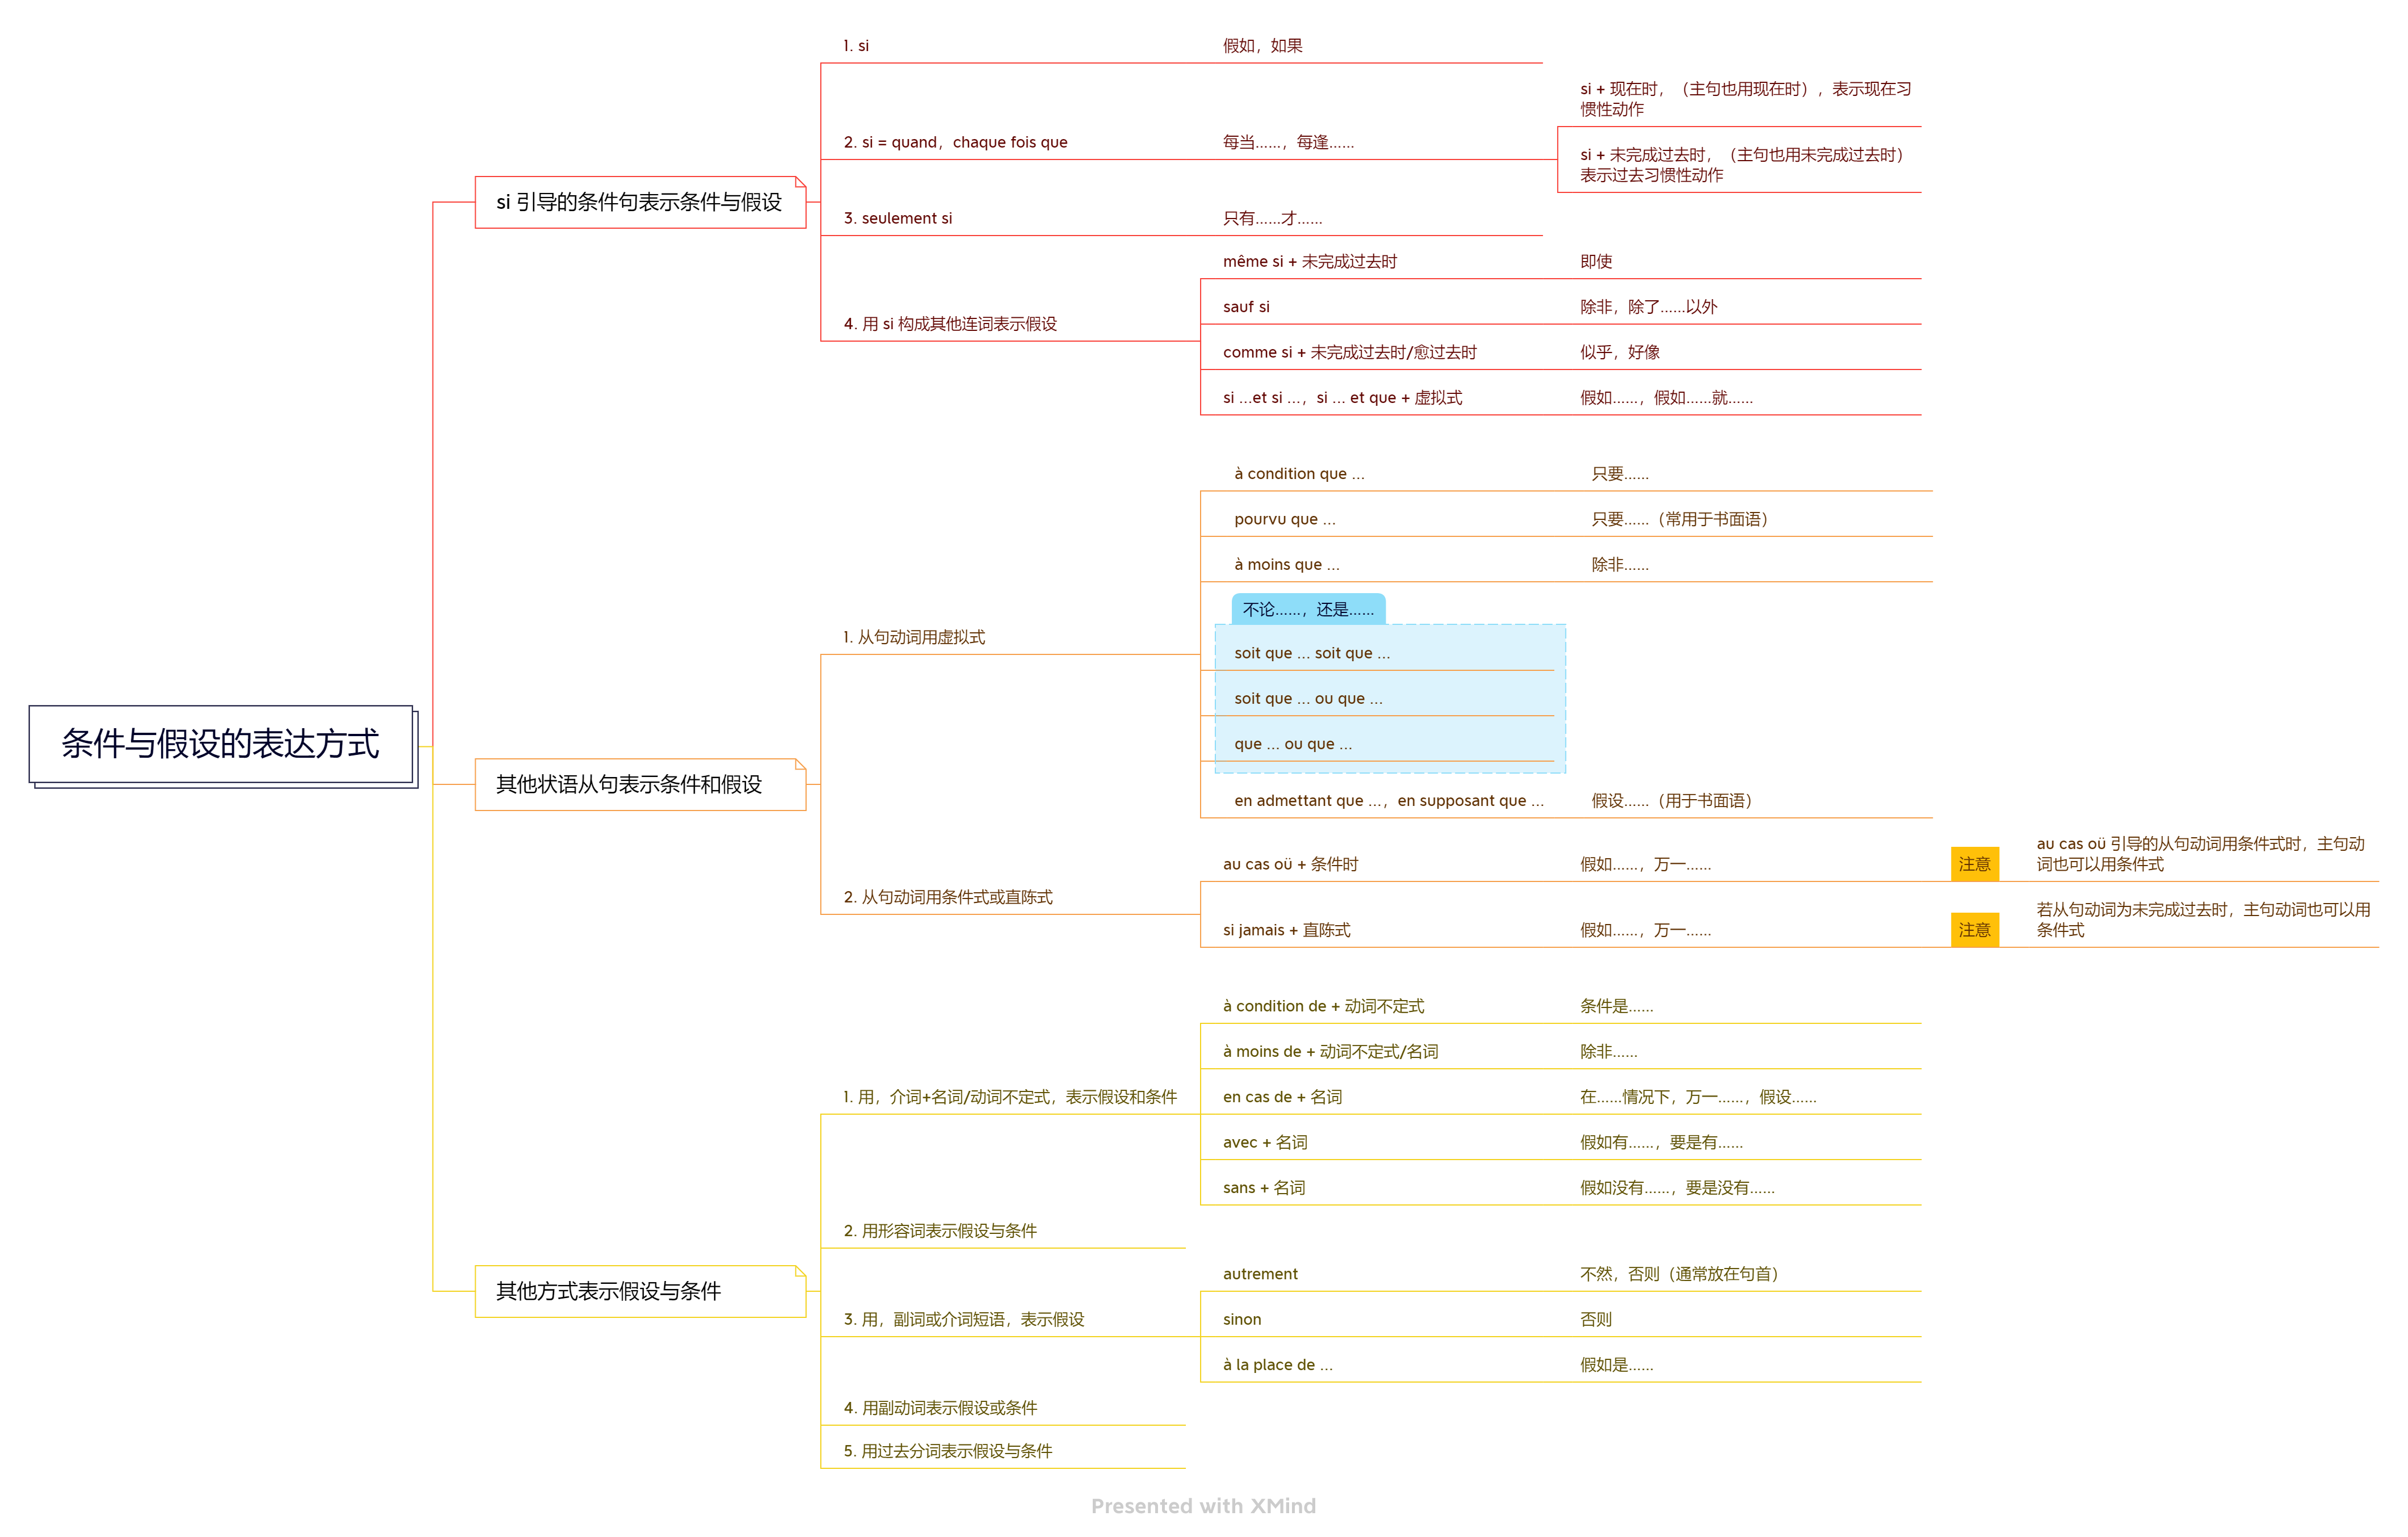 条件与假设的表达方式
si 引导的条件句表示条件与假设
1. si
假如，如果
2. si = quand，chaque fois que
每当……，每逢……
si + 现在时，（主句也用现在时），表示现在习
惯性动作
si + 未完成过去时，（主句也用未完成过去时）
表示过去习惯性动作
3. seulement si
只有……才……
4. 用 si 构成其他连词表示假设
même si + 未完成过去时
即使
sauf si
除非，除了……以外
comme si + 未完成过去时/愈过去时
似乎，好像
si ...et si ...，si ... et que + 虚拟式
假如……，假如……就……
其他状语从句表示条件和假设
1. 从句动词用虚拟式
à condition que ...
只要……
pourvu que ...
只要……（常用于书面语）
à moins que ...
除非……
不论……，还是……
soit que ... soit que ...
soit que ... ou que ...
que ... ou que ...
en admettant que ...，en supposant que ...
假设……（用于书面语）
2. 从句动词用条件式或直陈式
au cas oü + 条件时
假如……，万一……
注意
au cas oü 引导的从句动词用条件式时，主句动
词也可以用条件式
si jamais + 直陈式
假如……，万一……
注意
若从句动词为未完成过去时，主句动词也可以用
条件式
其他方式表示假设与条件
1. 用，介词+名词/动词不定式，表示假设和条件
à condition de + 动词不定式
条件是……
à moins de + 动词不定式/名词
除非……
en cas de + 名词
在……情况下，万一……，假设……
avec + 名词
假如有……，要是有……
sans + 名词
假如没有……，要是没有……
2. 用形容词表示假设与条件
3. 用，副词或介词短语，表示假设
autrement
不然，否则（通常放在句首）
sinon
否则
à la place de ...
假如是……
4. 用副动词表示假设或条件
5. 用过去分词表示假设与条件
Presented with XMind